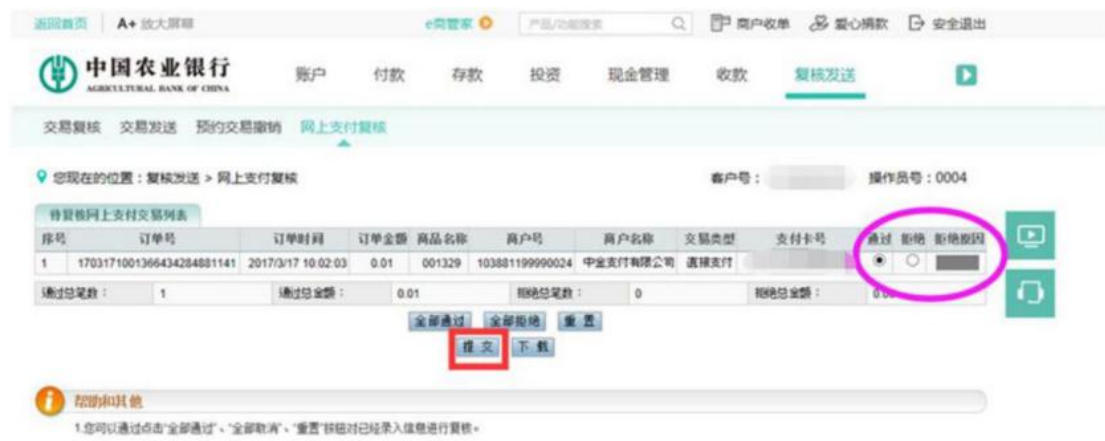 返回首页 A+ 放大屏幕 e商管家 产品/功能搜索 商户收单 爱心捐款 安全退出
中国农业银行 账户 付款 存款 投资 现金管理 收款 复核发送
AGRICULTURAL BANK OF CHINA
交易复核 交易发送 预约交易撤销 网上支付复核
您现在的位置：复核发送 > 网上支付复核 客户号： 操作员号：0004
待复核网上支付交易列表
序号 订单号 订单时间 订单金额 商品名称 商户号 商户名称 交易类型 支付卡号 通过 拒绝 拒绝原因
1 1703171001366434284881141 2017/3/17 10:02:03 0.01 001329 103881199990024 中金支付有限公司 直接支付
通过总笔数： 1 通过总金额： 0.01 拒绝总笔数： 0 拒绝总金额： 0.00
全部通过 全部拒绝 重 置
提 交 下 载
帮助和其他
1.您可以通过点击“全部通过”、“全部取消”、“重置”按钮对已经录入信息进行复核。